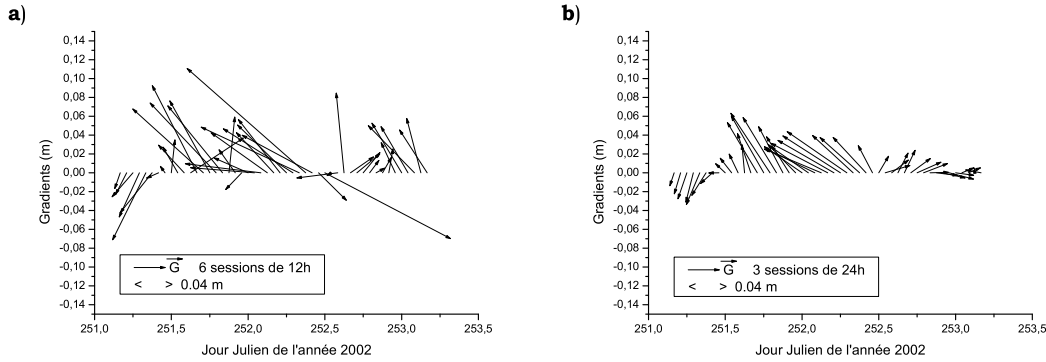 a)
Gradients (m)
0,14
0,12
0,10
0,08
0,06
0,04
0,02
0,00
-0,02
-0,04
-0,06
-0,08
-0,10
-0,12
-0,14
G 6 sessions de 12h
< > 0.04 m
251,0 251,5 252,0 252,5 253,0 253,5
Jour Julien de l'année 2002
b)
Gradients (m)
0,14
0,12
0,10
0,08
0,06
0,04
0,02
0,00
-0,02
-0,04
-0,06
-0,08
-0,10
-0,12
-0,14
G 3 sessions de 24h
< > 0.04 m
251,0 251,5 252,0 252,5 253,0 253,5
Jour Julien de l'année 2002